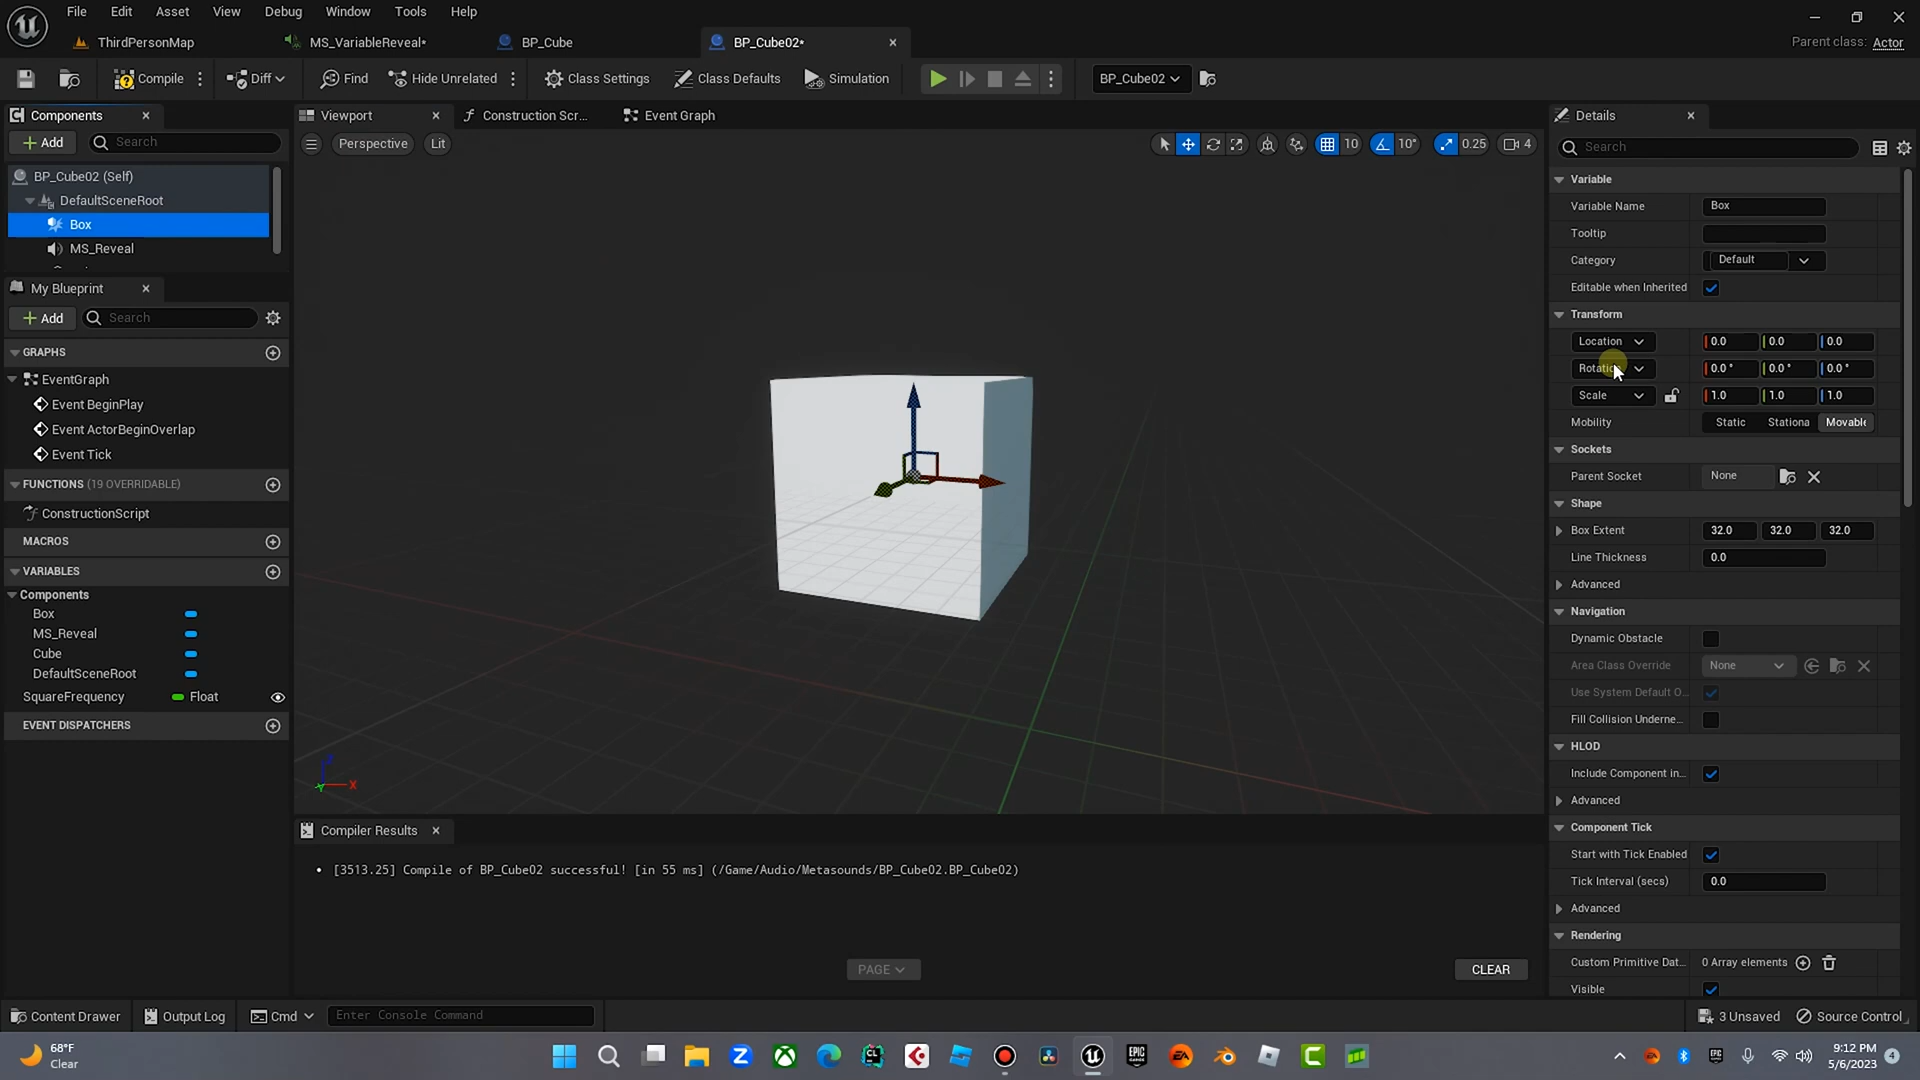 File Edit Asset View Debug Window Tools Help
ThirdPersonMap MS_VariableReveal* BP_Cube BP_Cube02*
Parent class: Actor
Compile Diff Find Hide Unrelated Class Settings Class Defaults Simulation BP_Cube02
Components
Add Search
BP_Cube02 (Self)
DefaultSceneRoot
Box
MS_Reveal
My Blueprint
Add Search
GRAPHS
EventGraph
Event BeginPlay
Event ActorBeginOverlap
Event Tick
FUNCTIONS (19 OVERRIDABLE)
ConstructionScript
MACROS
VARIABLES
Components
Box
MS_Reveal
Cube
DefaultSceneRoot
SquareFrequency Float
EVENT DISPATCHERS
Viewport Construction Scr... Event Graph
Perspective Lit 10 10° 0.25 4
Z
X
Y
Compiler Results
• [3513.25] Compile of BP_Cube02 successful! [in 55 ms] (/Game/Audio/Metasounds/BP_Cube02.BP_Cube02)
PAGE CLEAR
Details
Search
Variable
Variable Name Box
Tooltip
Category Default
Editable when Inherited
Transform
Location 0.0 0.0 0.0
Rotati 0.0° 0.0° 0.0°
Scale 1.0 1.0 1.0
Mobility Static Stationa Movable
Sockets
Parent Socket None
Shape
Box Extent 32.0 32.0 32.0
Line Thickness 0.0
Advanced
Navigation
Dynamic Obstacle
Area Class Override None
Use System Default O...
Fill Collision Underne...
HLOD
Include Component in...
Advanced
Component Tick
Start with Tick Enabled
Tick Interval (secs) 0.0
Advanced
Rendering
Custom Primitive Dat... 0 Array elements
Visible
Content Drawer Output Log Cmd Enter Console Command 3 Unsaved Source Control
68°F
Clear
9:12 PM
5/6/2023
4